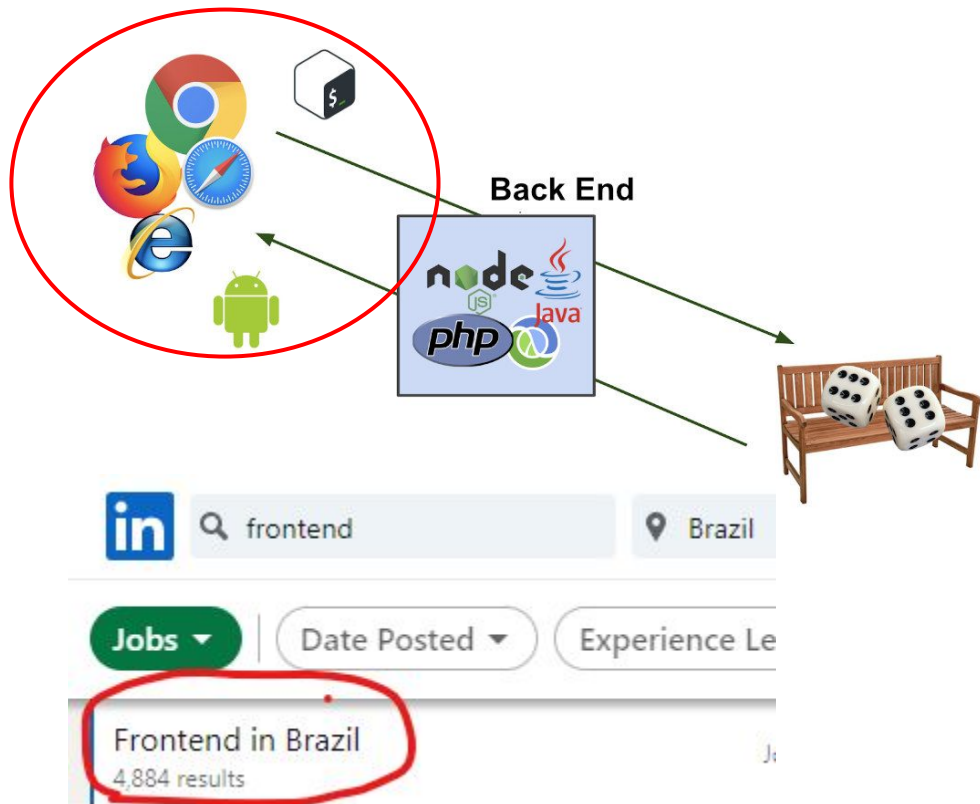 $_
Back End
node
JS
Java
php
in
frontend
Brazil
Jobs
Date Posted
Experience Le
Frontend in Brazil
4,884 results